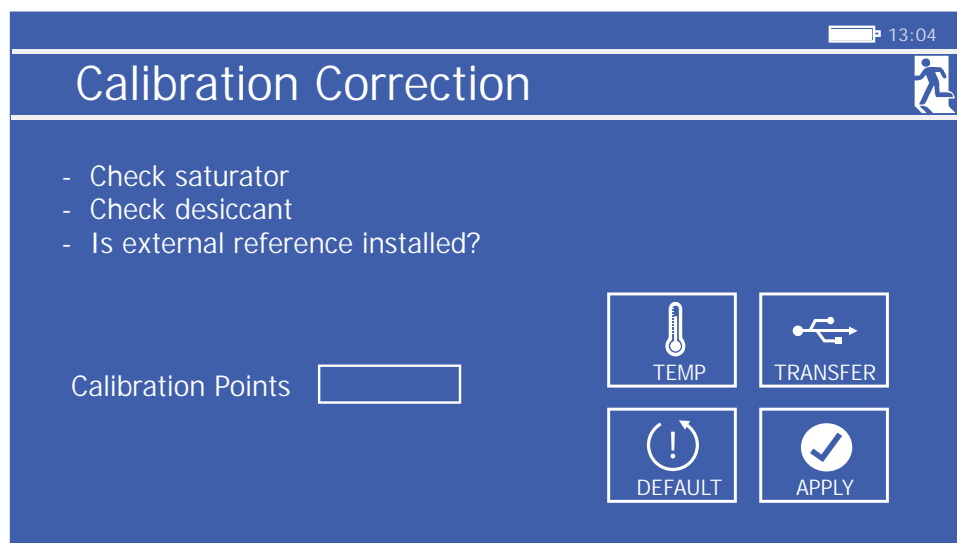 13:04
Calibration Correction
- Check saturator
- Check desiccant
- Is external reference installed?
TEMP
TRANSFER
Calibration Points
!
DEFAULT
APPLY